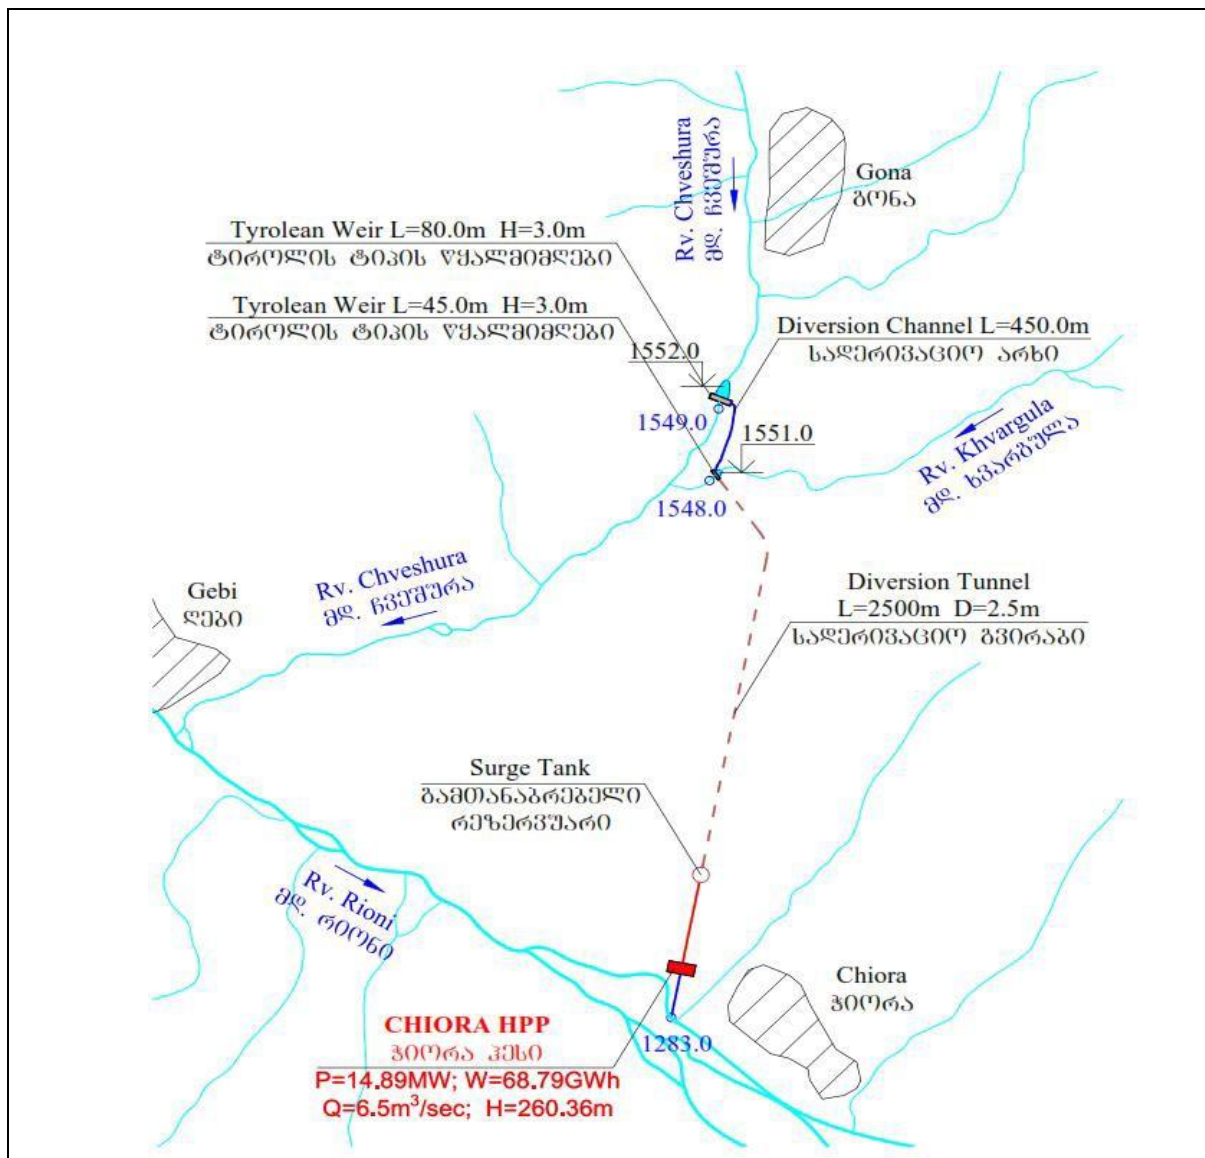 Rv. Chveshura
მდ. ჩვეშურა
Gona
გონა
Tyrolean Weir L=80.0m H=3.0m
ტიროლის ტიპის წყალმიმღები
Tyrolean Weir L=45.0m H=3.0m
ტიროლის ტიპის წყალმიმღები
Diversion Channel L=450.0m
სადერივაციო არხი
1552.0
1549.0
1551.0
Rv. Khvargula
მდ. ხვარგულა
1548.0
Rv. Chveshura
მდ. ჩვეშურა
Gebi
ღები
Diversion Tunnel
L=2500m D=2.5m
სადერივაციო გვირაბი
Surge Tank
გამთანაბრებელი
რეზერვუარი
Rv. Rioni
მდ. რიონი
Chiora
ჭიორა
CHIORA HPP
ჭიორა ჰესი
1283.0
P=14.89MW; W=68.79GWh
Q=6.5m³/sec; H=260.36m